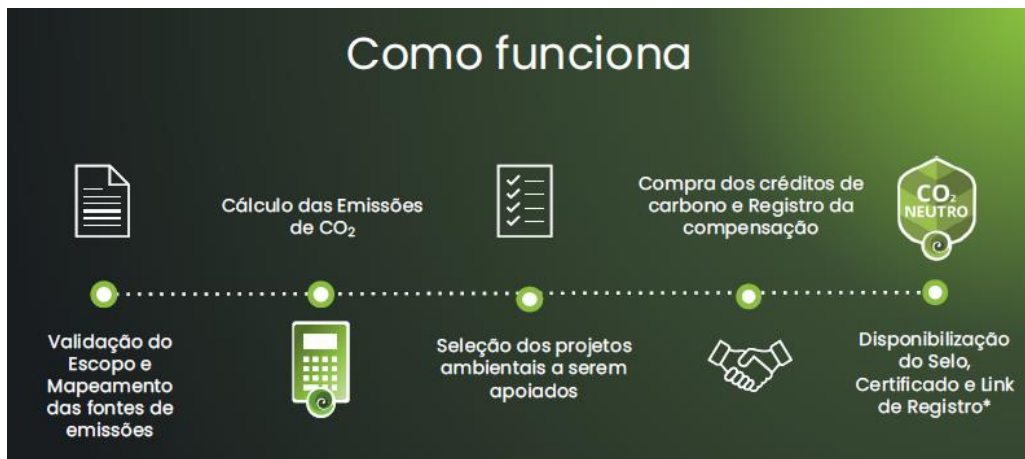 Como funciona
Validação do
Escopo e
Mapeamento
das fontes de
emissões
Cálculo das Emissões
de CO₂
Seleção dos projetos
ambientais a serem
apoiados
Compra dos créditos de
carbono e Registro da
compensação
CO₂
NEUTRO
Disponibilização
do Selo,
Certificado e Link
de Registro*